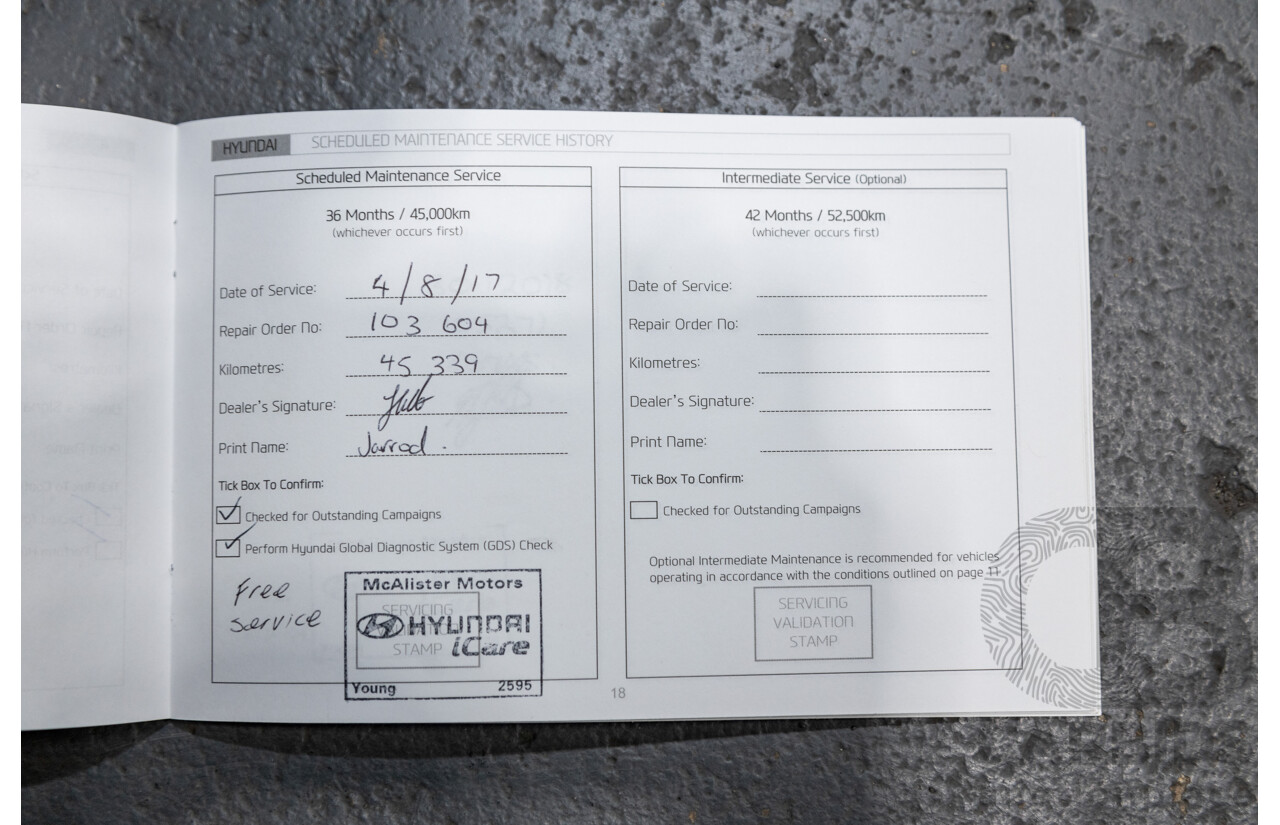 HYUNDAI SCHEDULED MAINTENANCE SERVICE HISTORY
Scheduled Maintenance Service
36 Months / 45,000km
(whichever occurs first)
Date of Service: 4/8/17
Repair Order No: 103 604
Kilometres: 45 339
Dealer's Signature:
Print Name: Jarrod.
Tick Box To Confirm:
Checked for Outstanding Campaigns
Perform Hyundai Global Diagnostic System (GDS) Check
Free
service
McAlister Motors
SERVICING
HYUNDAI
STAMP
iCare
Young 2595
Intermediate Service (Optional)
42 Months / 52,500km
(whichever occurs first)
Date of Service:
Repair Order No:
Kilometres:
Dealer's Signature:
Print Name:
Tick Box To Confirm:
Checked for Outstanding Campaigns
Optional Intermediate Maintenance is recommended for vehicles
operating in accordance with the conditions outlined on page 11
SERVICING
VALIDATION
STAMP
18